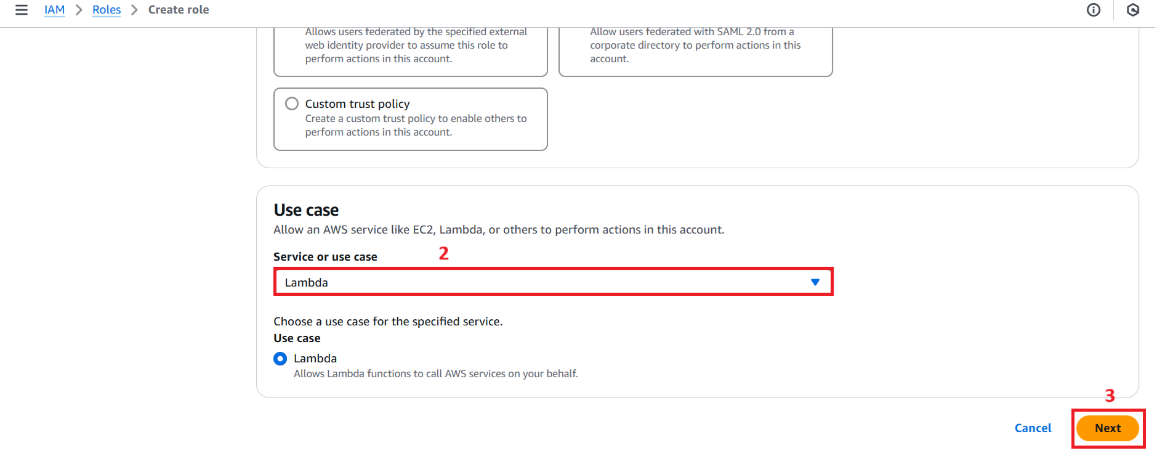 IAM > Roles > Create role
Allows users federated by the specified external
web identity provider to assume this role to
perform actions in this account.
Allow users federated with SAML 2.0 from a
corporate directory to perform actions in this
account.
Custom trust policy
Create a custom trust policy to enable others to
perform actions in this account.
Use case
Allow an AWS service like EC2, Lambda, or others to perform actions in this account.
Service or use case
2
Lambda
Choose a use case for the specified service.
Use case
Lambda
Allows Lambda functions to call AWS services on your behalf.
3
Cancel
Next